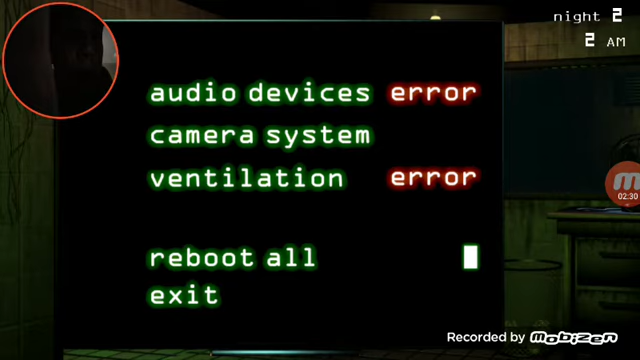 night 2
2 AM
audio devices error
camera system
ventilation error
02:30
reboot all
exit
Recorded by mobizen